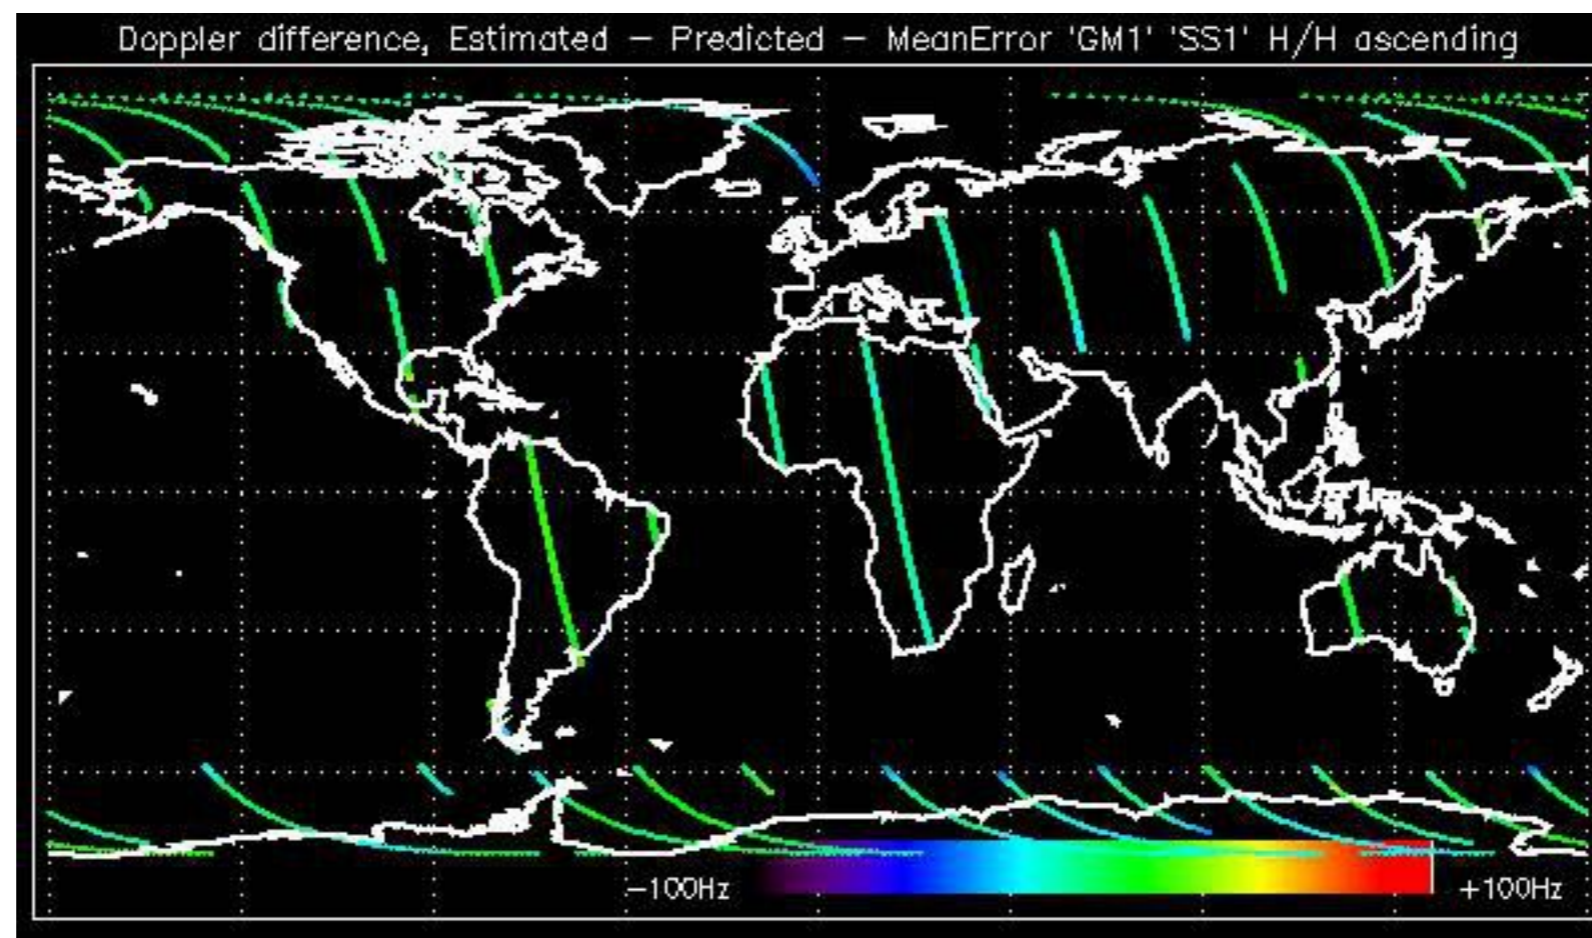 Doppler difference, Estimated – Predicted – MeanError 'GM1' 'SS1' H/H ascending
–100Hz
+100Hz